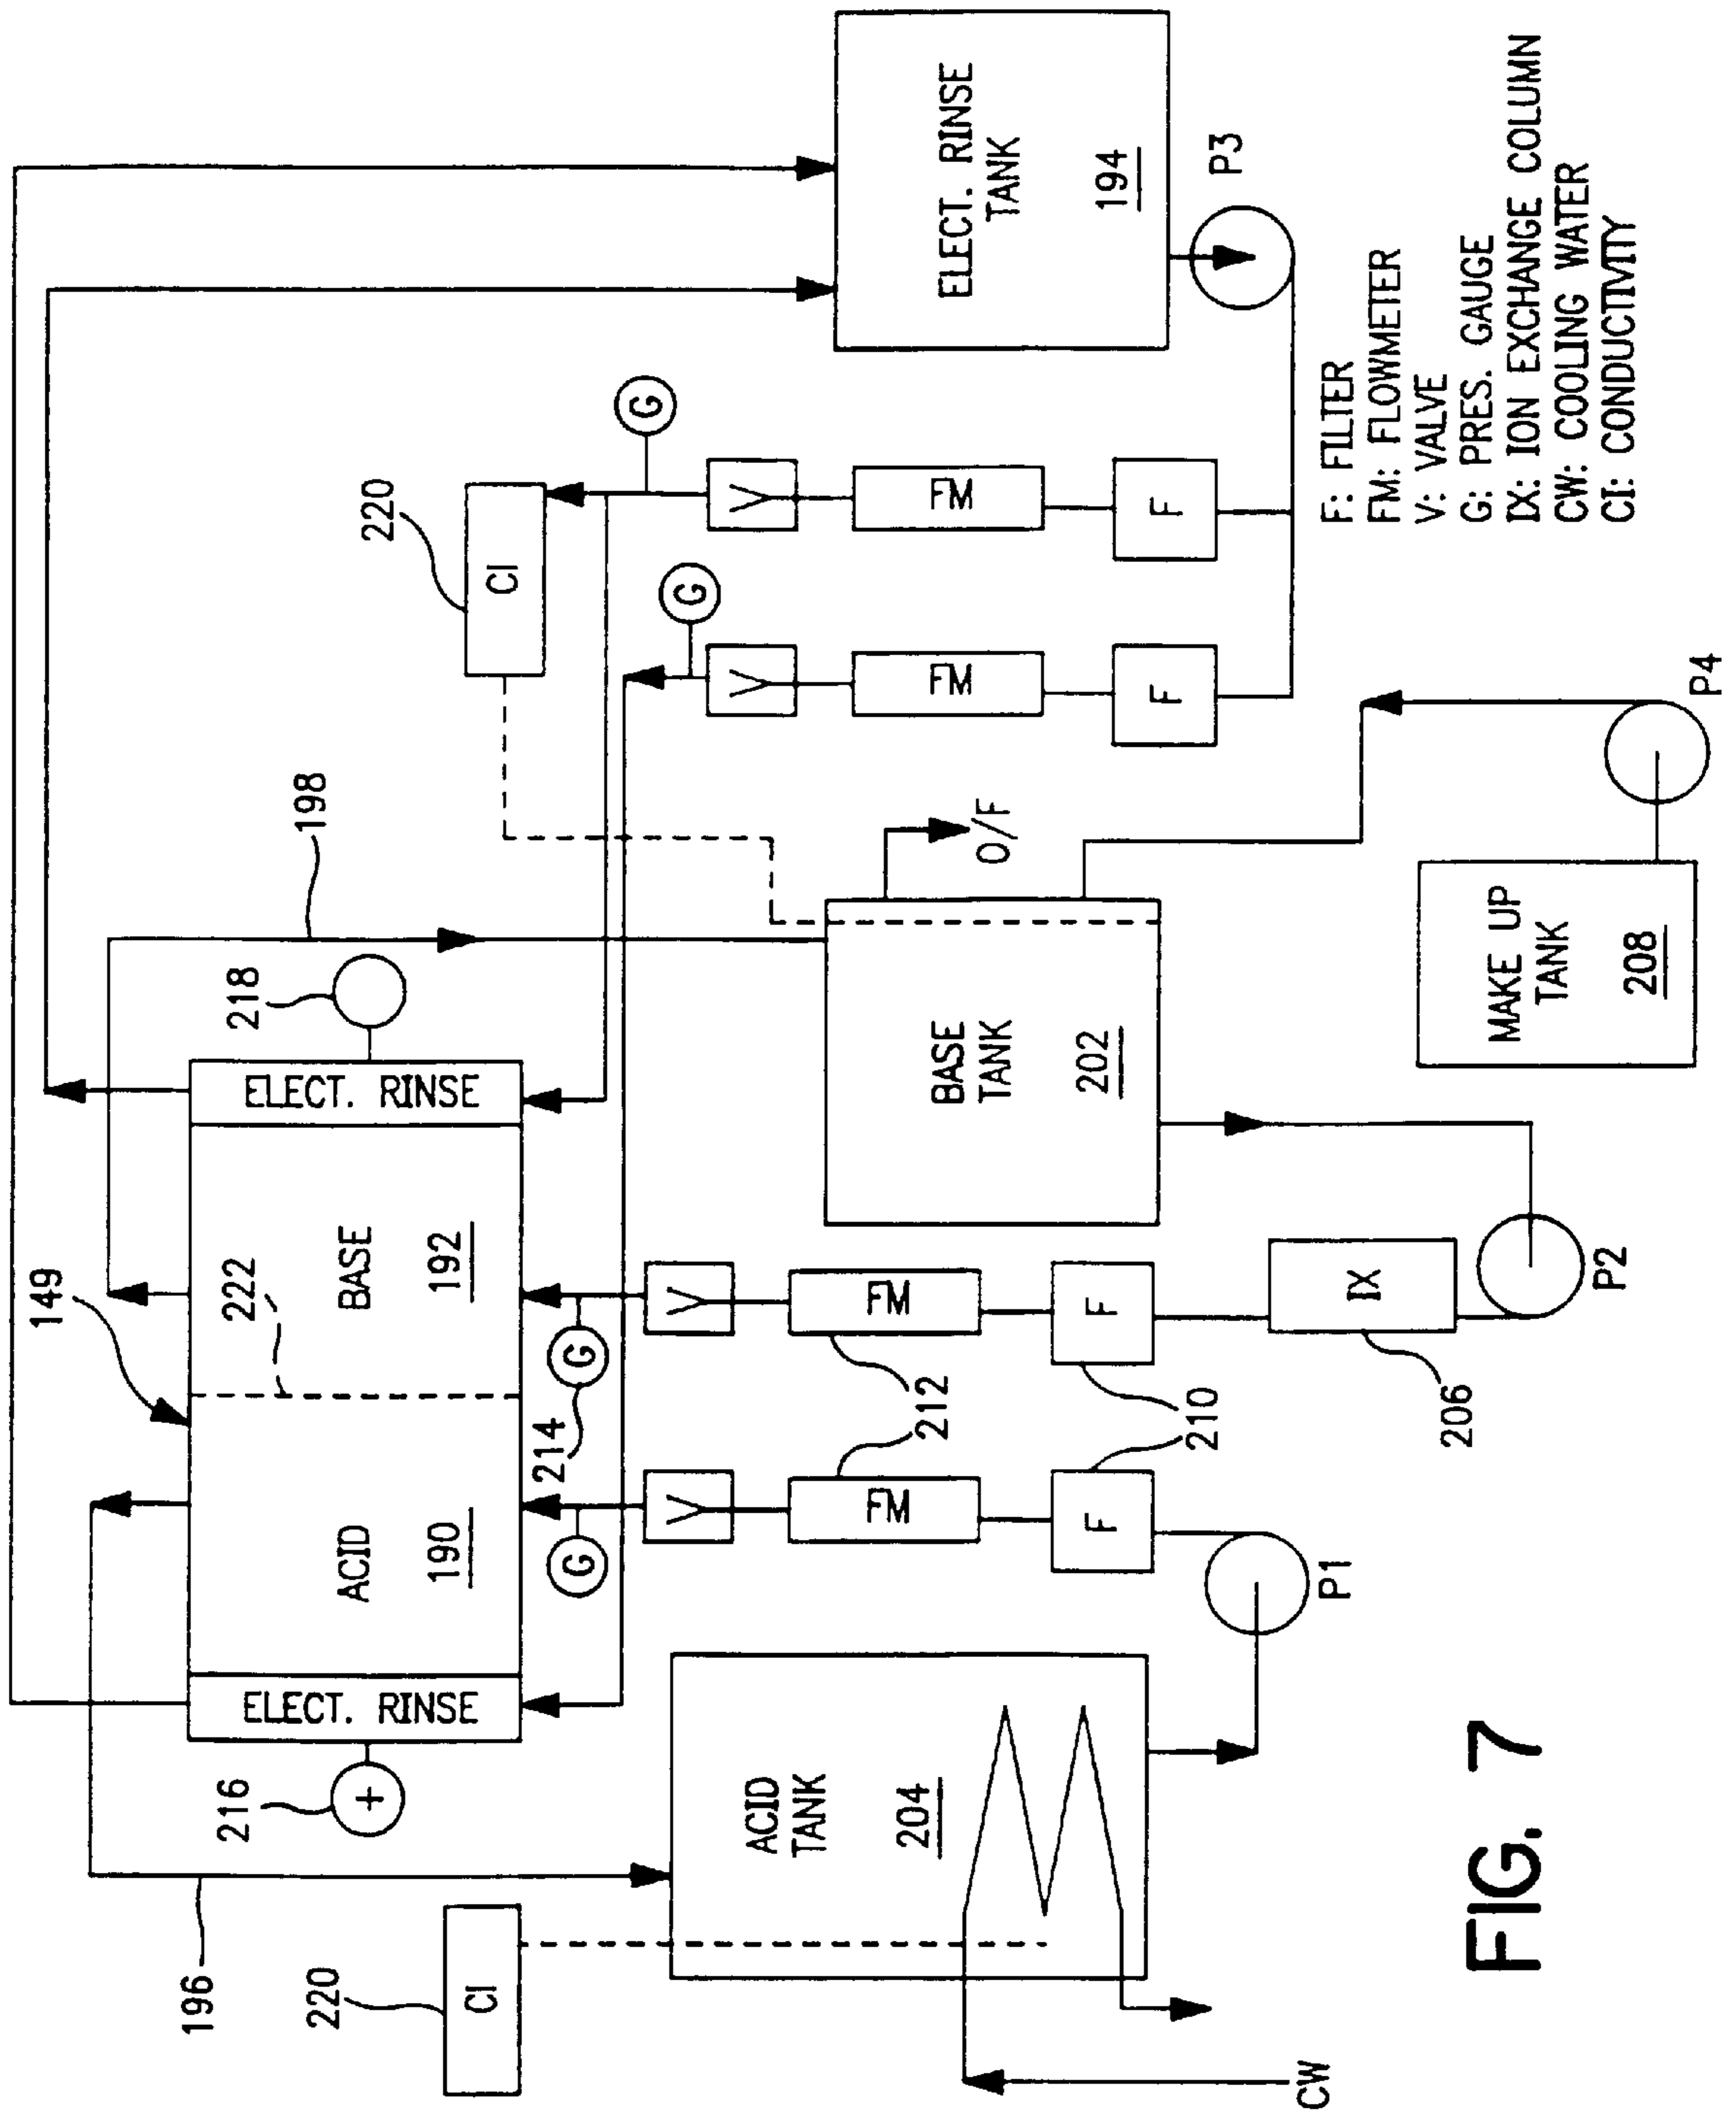 149
222
198
218
196
216
220
220
ELECT. RINSE
ACID
190
BASE
192
ELECT. RINSE
CI
CI
G
G
214
G
G
V
V
V
V
ACID
TANK
204
FM
FM
212
BASE
TANK
202
O/F
FM
FM
ELECT. RINSE
TANK
194
F
F
210
F
F
P3
CW
P1
206
IX
P2
MAKE UP
TANK
208
P4
F: FILTER
FM: FLOWMETER
V: VALVE
G: PRES. GAUGE
IX: ION EXCHANGE COLUMN
CW: COOLING WATER
CI: CONDUCTIVITY
+
FIG. 7